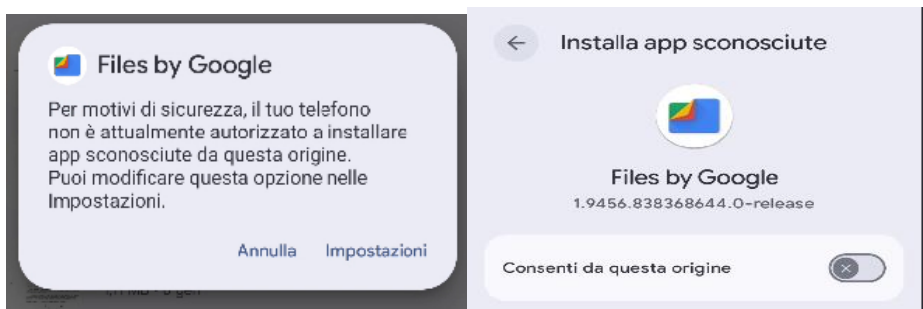 Files by Google
Per motivi di sicurezza, il tuo telefono
non è attualmente autorizzato a installare
app sconosciute da questa origine.
Puoi modificare questa opzione nelle
Impostazioni.
Annulla Impostazioni
Installa app sconosciute
Files by Google
1.9456.838368644.0-release
Consenti da questa origine